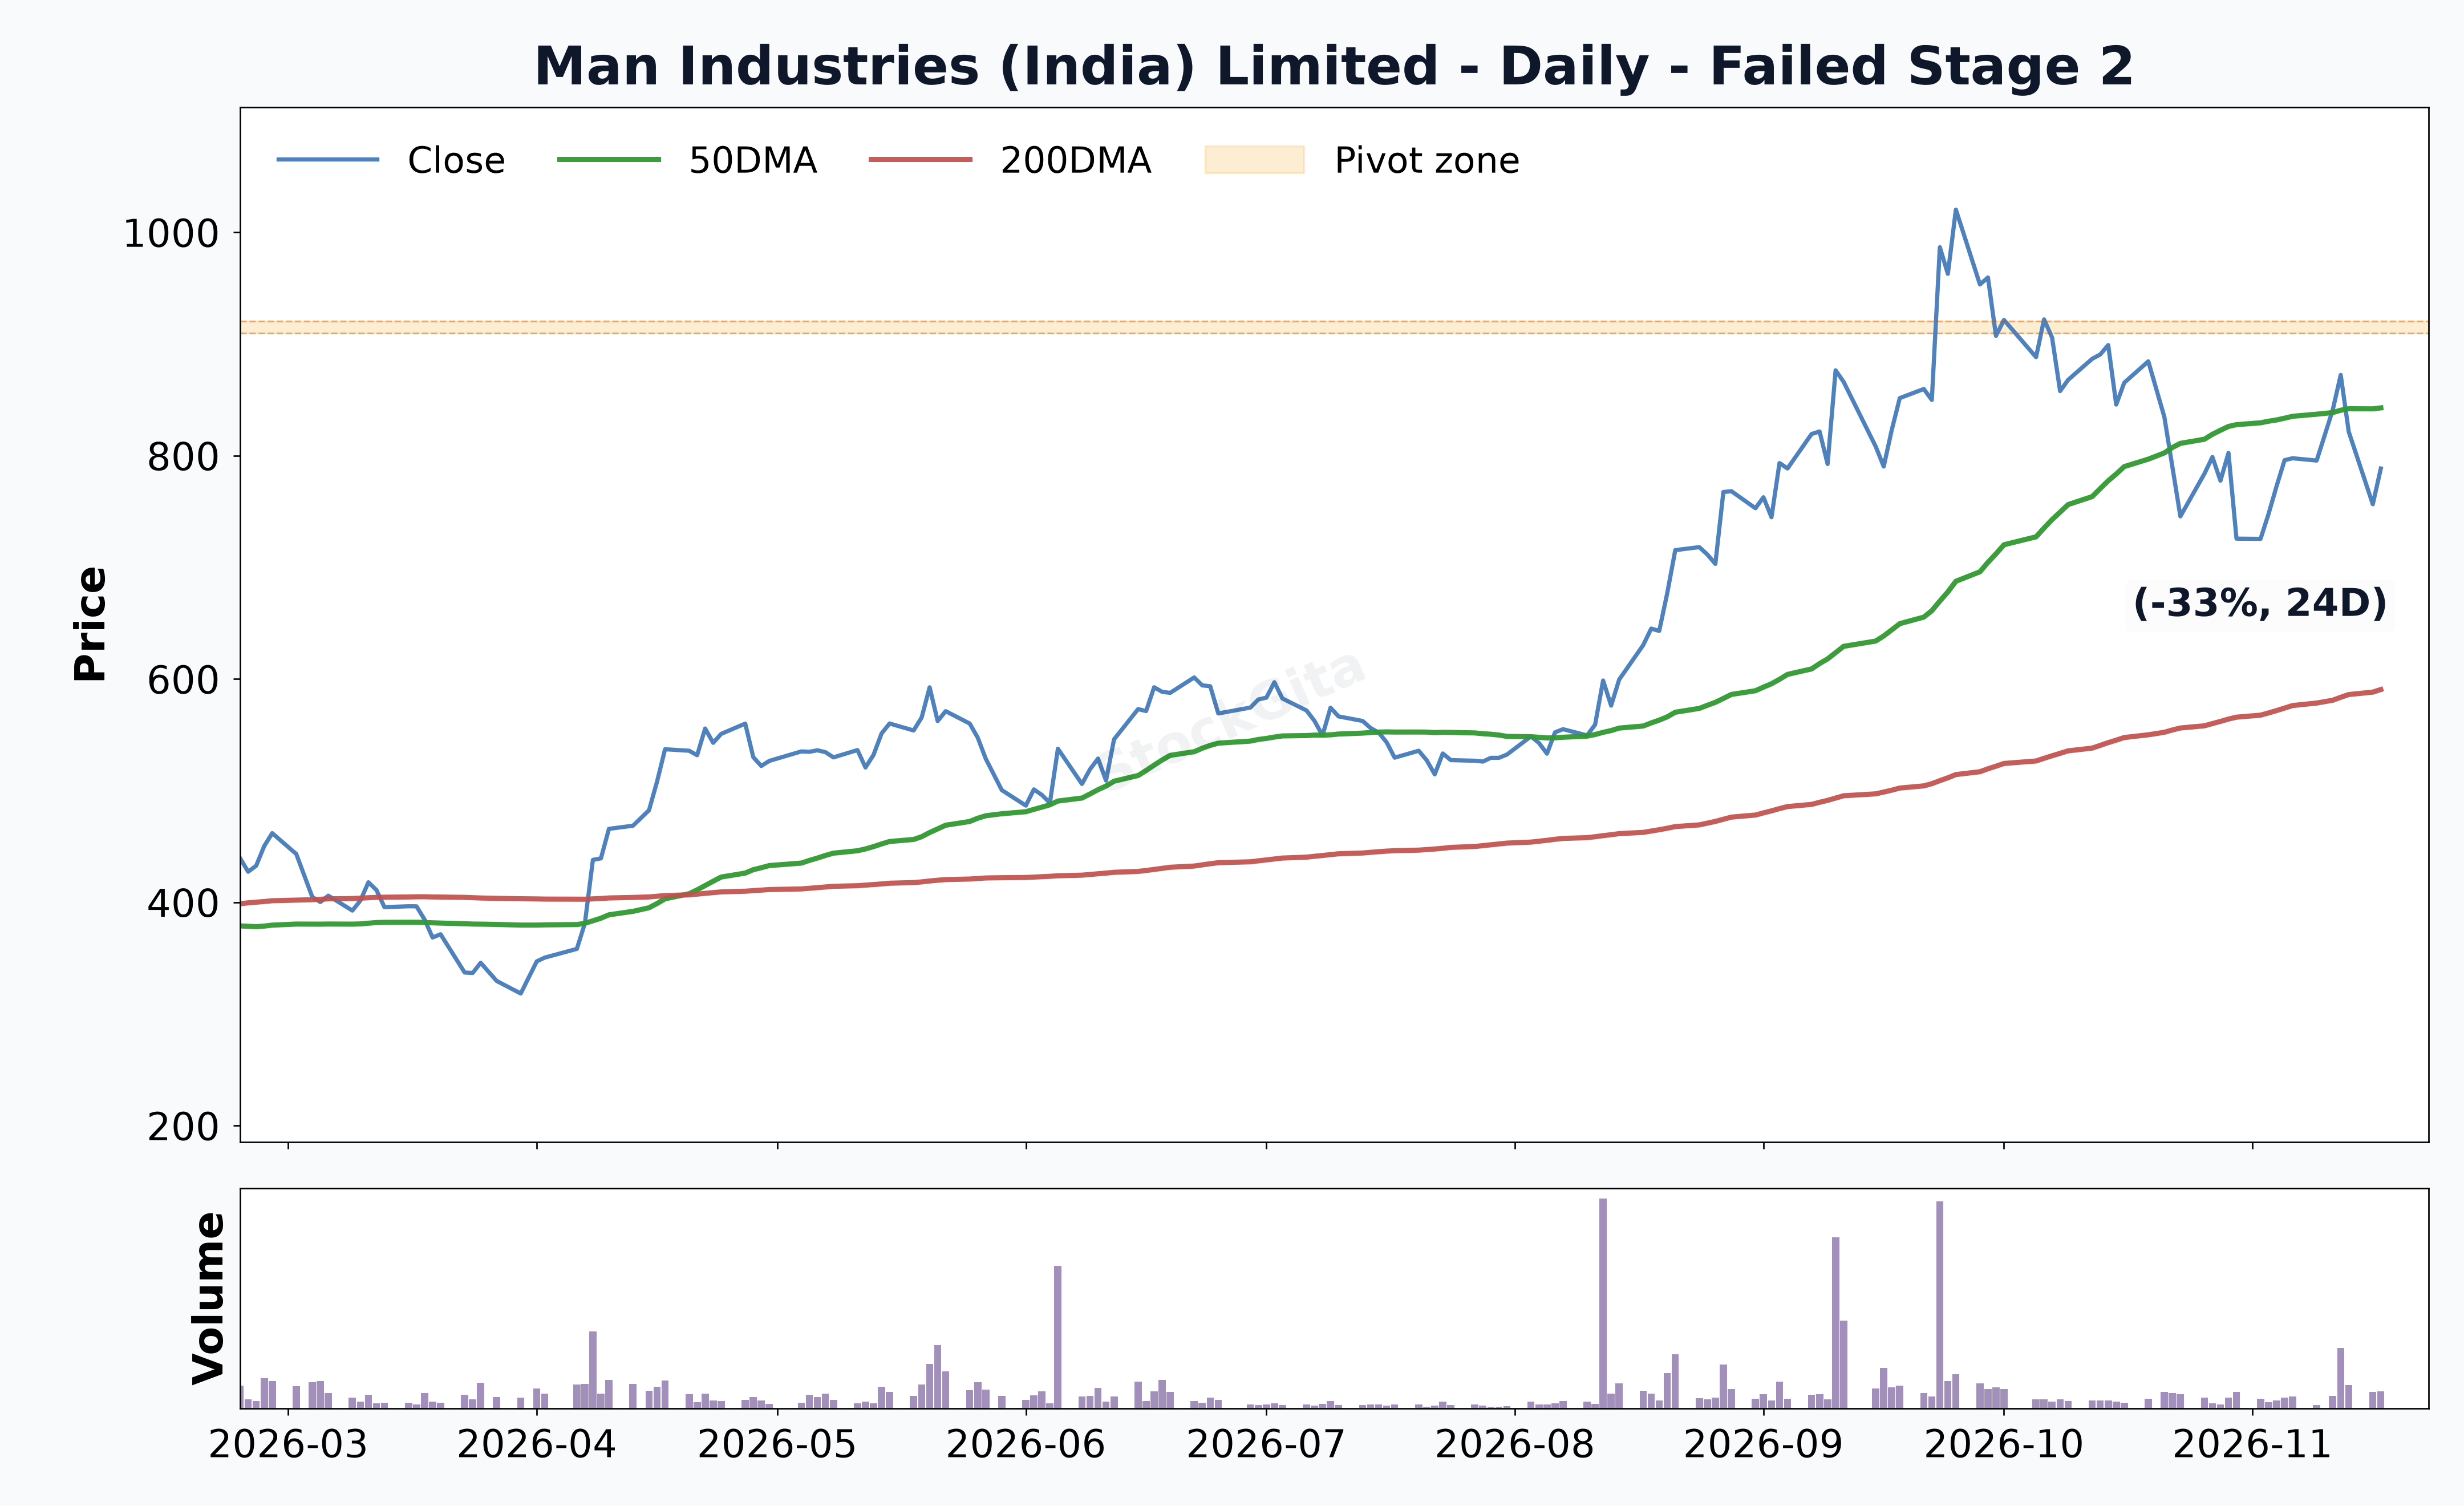 Man Industries (India) Limited - Daily - Failed Stage 2
Close 50DMA 200DMA Pivot zone
1000
800
600
400
200
Price
(-33%, 24D)
StockGita
Volume
2026-03 2026-04 2026-05 2026-06 2026-07 2026-08 2026-09 2026-10 2026-11